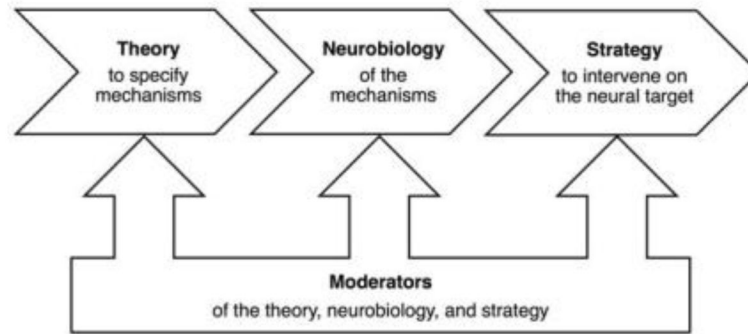 Theory
to specify
mechanisms
Neurobiology
of the
mechanisms
Strategy
to intervene on
the neural target
Moderators
of the theory, neurobiology, and strategy